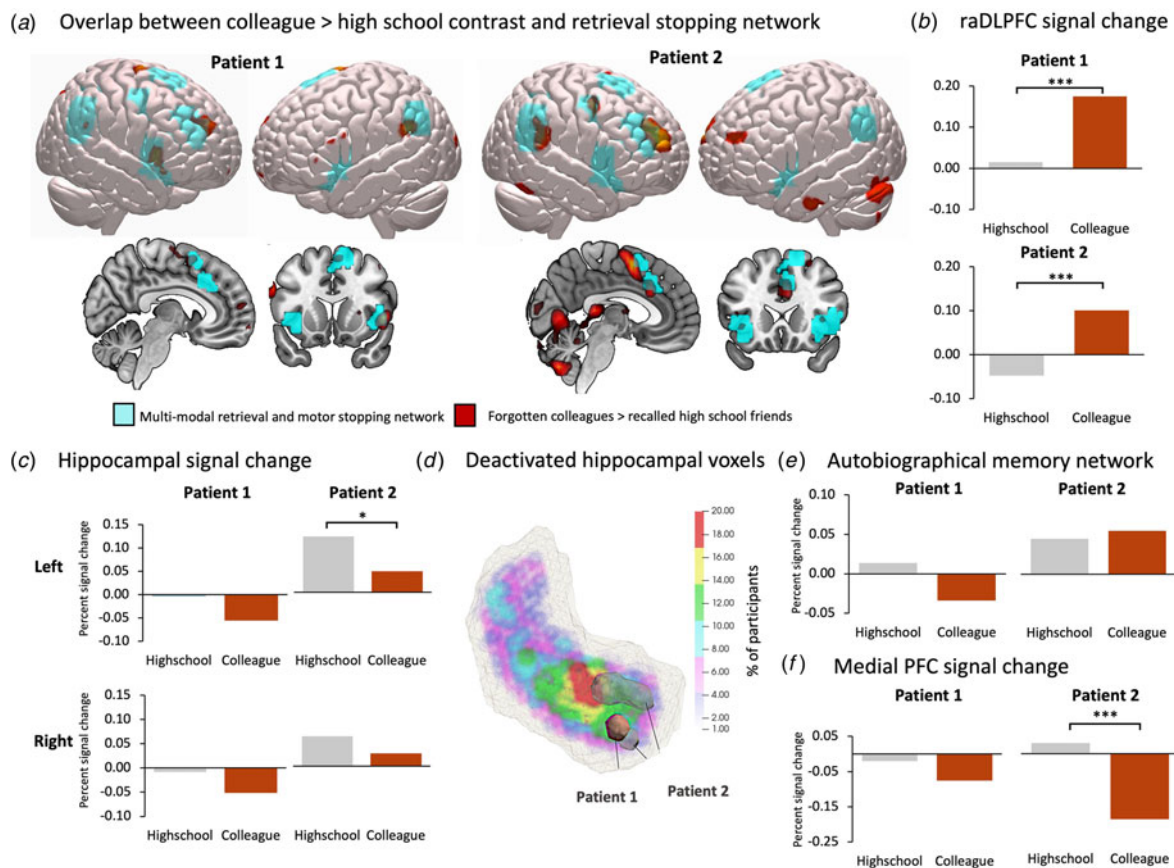 (a) Overlap between colleague > high school contrast and retrieval stopping network
Patient 1
Patient 2
Multi-modal retrieval and motor stopping network
Forgotten colleagues > recalled high school friends
(b) raDLPFC signal change
Patient 1
***
0.20
0.10
0.00
-0.10
Highschool Colleague
Patient 2
***
0.20
0.10
0.00
-0.10
Highschool Colleague
(c) Hippocampal signal change
Patient 1
Patient 2
Left
Percent signal change
0.15
0.10
0.05
0.00
-0.05
-0.10
*
Highschool Colleague
Highschool Colleague
Right
Percent signal change
0.15
0.10
0.05
0.00
-0.05
-0.10
Highschool Colleague
Highschool Colleague
(d) Deactivated hippocampal voxels
20.00
18.00
16.00
14.00
12.00
10.00
8.00
7.00
6.00
4.00
2.00
1.00
% of participants
Patient 1
Patient 2
(e) Autobiographical memory network
Patient 1
Patient 2
Percent signal change
0.10
0.05
0.00
-0.05
Highschool Colleague
Highschool Colleague
(f) Medial PFC signal change
Patient 1
Patient 2
Percent signal change
0.05
-0.05
-0.15
-0.25
***
Highschool Colleague
Highschool Colleague